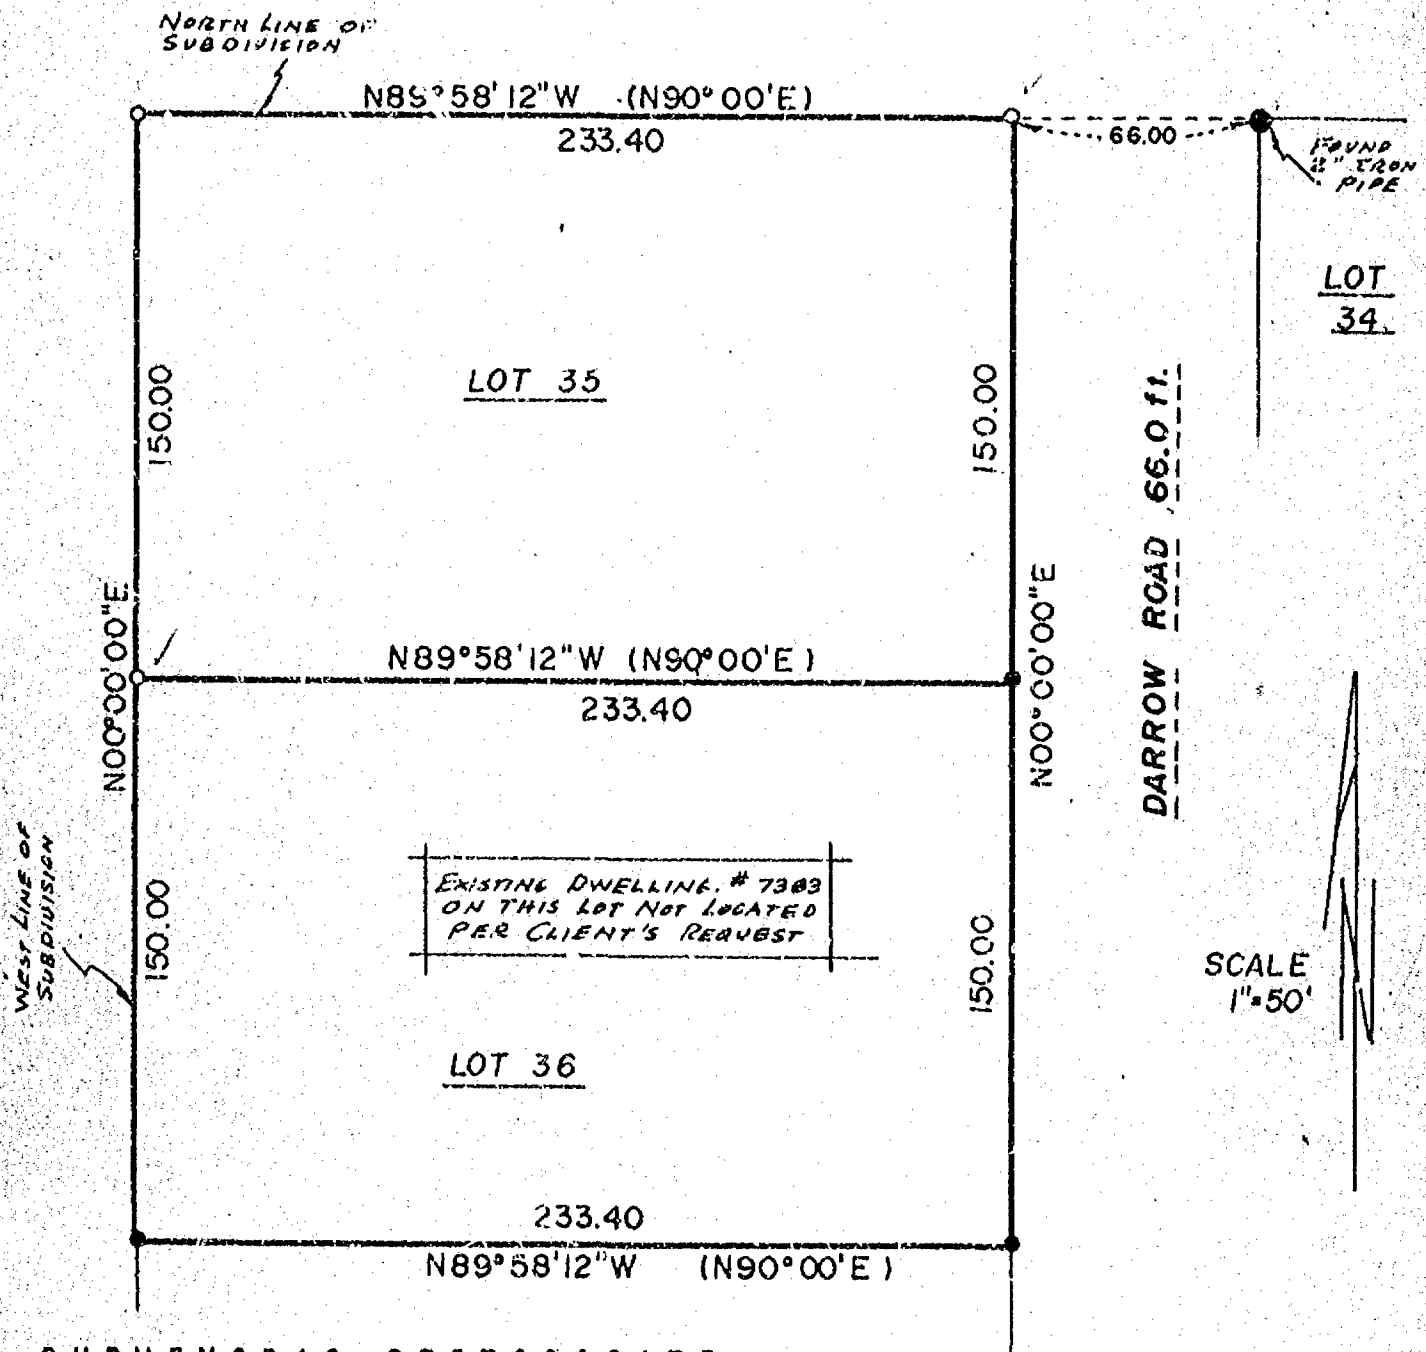 NORTH LINE OF
SUBDIVISION
N89°58'12"W (N90°00'E)
233.40
66.00
FOUND
2" IRON
PIPE
LOT
34
LOT 35
150.00
150.00
DARROW ROAD 66.0 ft.
N00°00'00"E
N00°00'00"E
N89°58'12"W (N90°00'E)
233.40
WEST LINE OF
SUBDIVISION
EXISTING DWELLING. # 7383
ON THIS LOT NOT LOCATED
PER CLIENT'S REQUEST
150.00
150.00
SCALE
1"=50'
LOT 36
233.40
N89°58'12"W (N90°00'E)